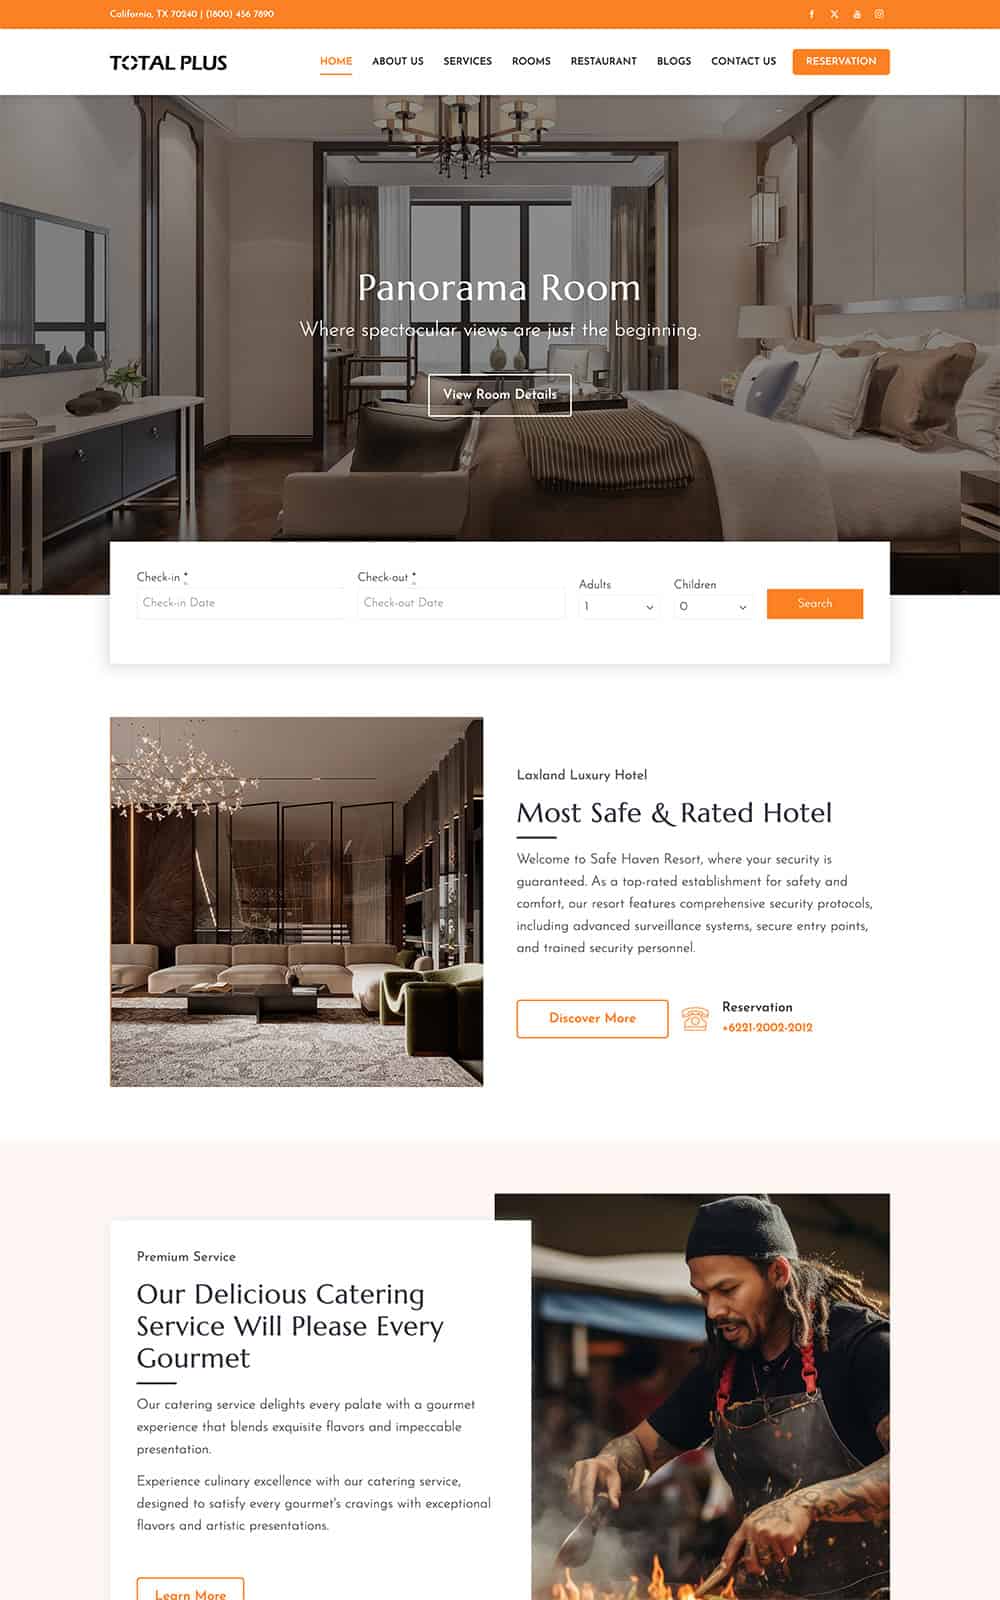 California, TX 70240 | (1800) 456 7890
TOTAL PLUS
HOME ABOUT US SERVICES ROOMS RESTAURANT BLOGS CONTACT US RESERVATION
Panorama Room
Where spectacular views are just the beginning.
View Room Details
Check-in * Check-out * Adults Children
Check-in Date Check-out Date 1 0 Search
Laxland Luxury Hotel
Most Safe & Rated Hotel
Welcome to Safe Haven Resort, where your security is
guaranteed. As a top-rated establishment for safety and
comfort, our resort features comprehensive security protocols,
including advanced surveillance systems, secure entry points,
and trained security personnel.
Discover More
Reservation
+6221-2002-2012
Premium Service
Our Delicious Catering
Service Will Please Every
Gourmet
Our catering service delights every palate with a gourmet
experience that blends exquisite flavors and impeccable
presentation.
Experience culinary excellence with our catering service,
designed to satisfy every gourmet's cravings with exceptional
flavors and artistic presentations.
Learn More